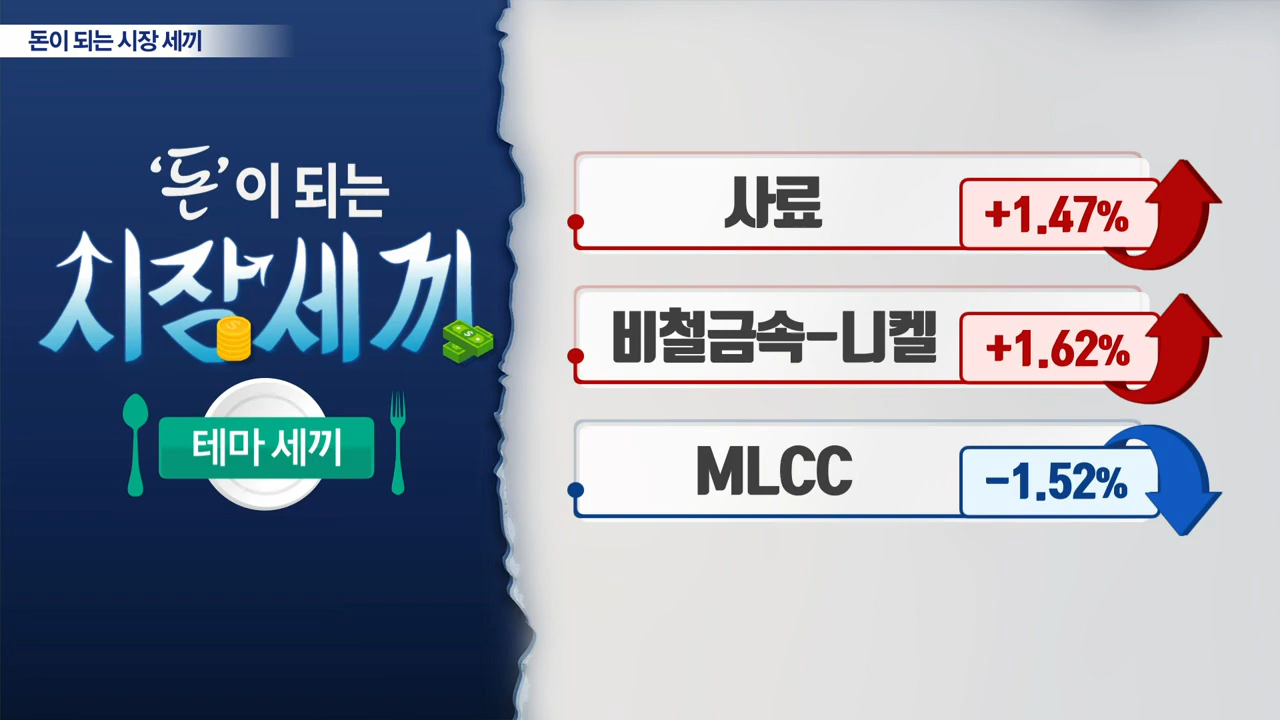 돈이 되는 시장 세끼
‘돈’이 되는
시장세끼
테마 세끼
사료
+1.47%
비철금속-니켈
+1.62%
MLCC
-1.52%